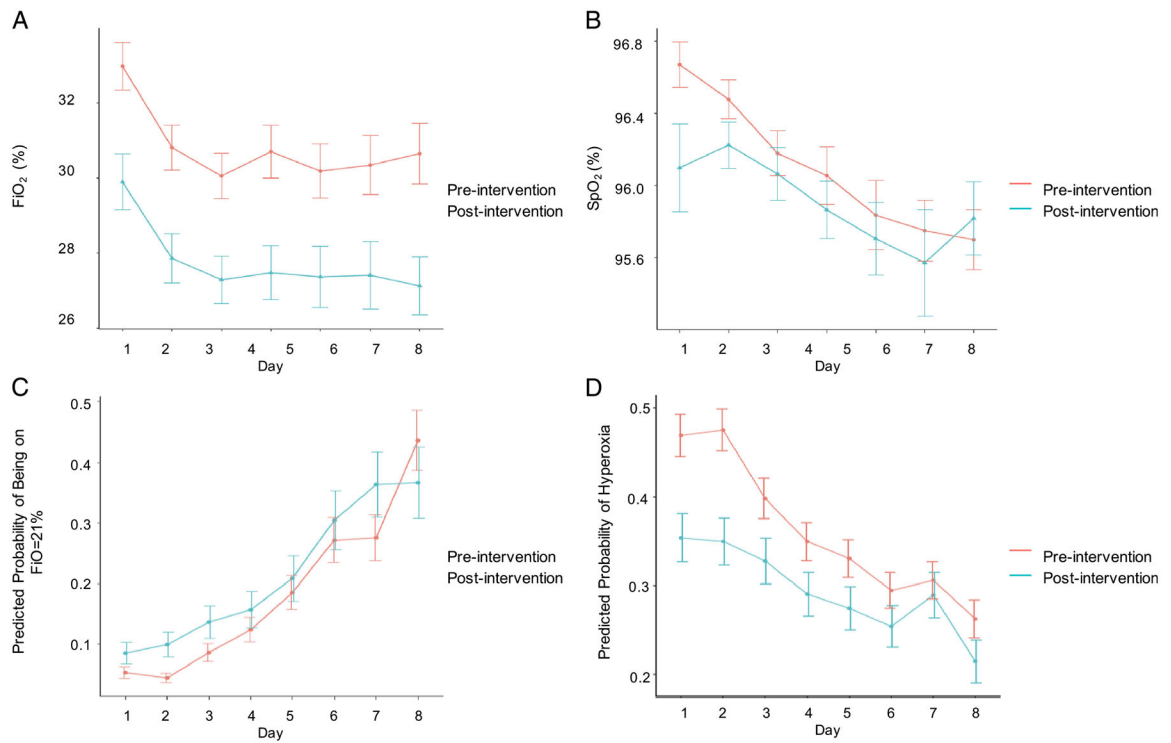 A
FiO2 (%)
32
30
28
26
1 2 3 4 5 6 7 8
Day
Pre-intervention
Post-intervention
B
SpO2 (%)
96.8
96.4
96.0
95.6
1 2 3 4 5 6 7 8
Day
Pre-intervention
Post-intervention
C
Predicted Probability of Being on
FiO=21%
0.5
0.4
0.3
0.2
0.1
1 2 3 4 5 6 7 8
Day
Pre-intervention
Post-intervention
D
Predicted Probability of Hyperoxia
0.5
0.4
0.3
0.2
1 2 3 4 5 6 7 8
Day
Pre-intervention
Post-intervention